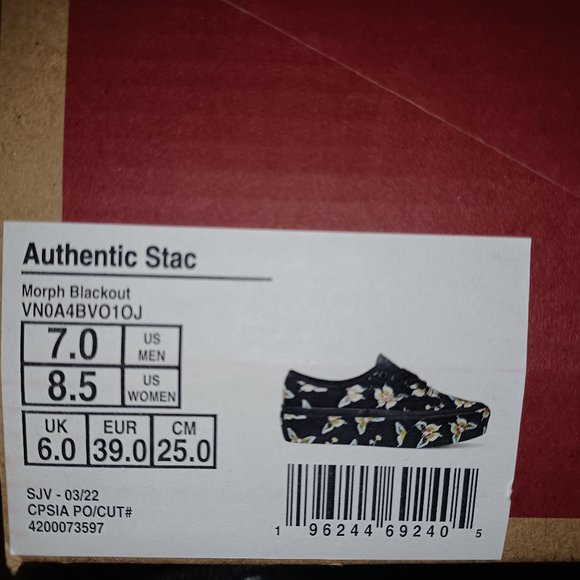 Authentic Stac
Morph Blackout
VN0A4BVO1OJ
7.0 US MEN
8.5 US WOMEN
UK EUR CM
6.0 39.0 25.0
SJV - 03/22
CPSIA PO/CUT#
4200073597
1 96244 69240 5